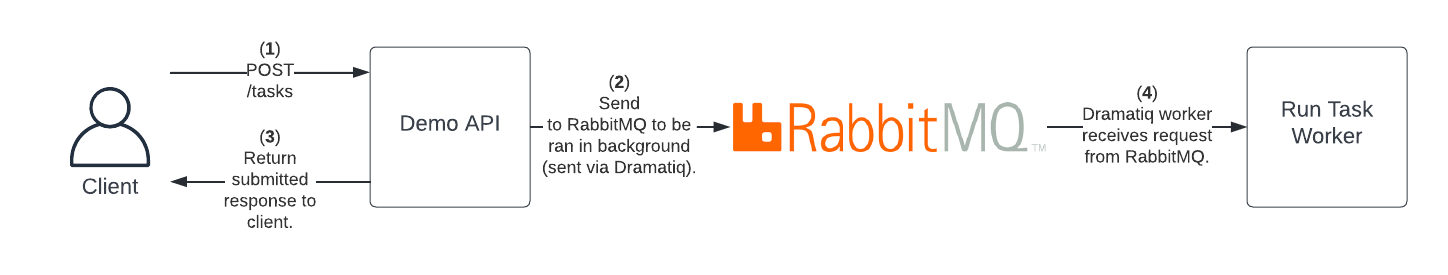 (1)
POST
/tasks
Client
(3)
Return
submitted
response to
client.
Demo API
(2)
Send
to RabbitMQ to be
ran in background
(sent via Dramatiq).
RabbitMQ
TM
(4)
Dramatiq worker
receives request
from RabbitMQ.
Run Task
Worker